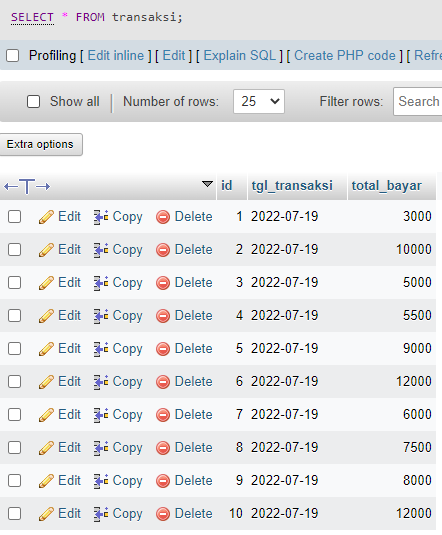 SELECT * FROM transaksi;
Profiling [ Edit inline ] [ Edit ] [ Explain SQL ] [ Create PHP code ] [ Refre
Show all Number of rows: 25 Filter rows: Search
Extra options
id tgl_transaksi total_bayar
Edit Copy Delete 1 2022-07-19 3000
Edit Copy Delete 2 2022-07-19 10000
Edit Copy Delete 3 2022-07-19 5000
Edit Copy Delete 4 2022-07-19 5500
Edit Copy Delete 5 2022-07-19 9000
Edit Copy Delete 6 2022-07-19 12000
Edit Copy Delete 7 2022-07-19 6000
Edit Copy Delete 8 2022-07-19 7500
Edit Copy Delete 9 2022-07-19 8000
Edit Copy Delete 10 2022-07-19 12000